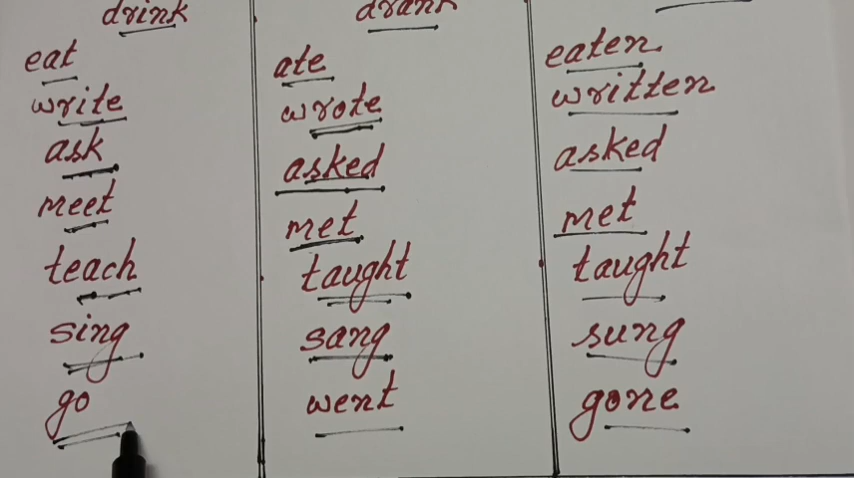 drink drank
eat ate eaten
write wrote written
ask asked asked
meet met met
teach taught taught
sing sang sung
go went gone